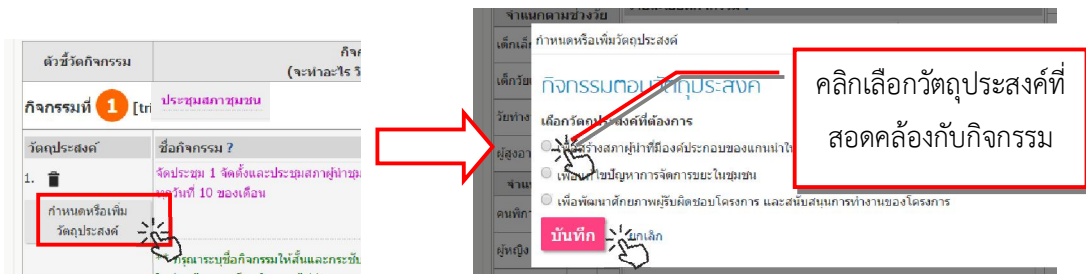 ตัวชี้วัดกิจกรรม
(จะทำอะไร
กิจกรรมที่ 1 [tri
ประชุมสภาชุมชน
วัตถุประสงค์
ชื่อกิจกรรม ?
1.
จัดประชุม 1 จัดตั้งและประชุมสภาผู้นำชุม
ทุกวันที่ 10 ของเดือน
กำหนดหรือเพิ่ม
วัตถุประสงค์
กรุณาระบุชื่อกิจกรรมให้สั้นและกระชับ
จำแนกตามช่วงวัย
เด็กเล็ก
เด็กวัย
วัยทำง
ผู้สูงอา
จำแน
คนพิกา
ผู้หญิง
กำหนดหรือเพิ่มวัตถุประสงค์
กิจกรรมตอบวัตถุประสงค์
เลือกวัตถุประสงค์ที่ต้องการ
เพื่อสร้างสภาผู้นำที่มีองค์ประกอบของแกนนำใน
เพื่อแก้ไขปัญหาการจัดการขยะในชุมชน
เพื่อพัฒนาศักยภาพผู้รับผิดชอบโครงการ และสนับสนุนการทำงานของโครงการ
บันทึก
ยกเลิก
คลิกเลือกวัตถุประสงค์ที่
สอดคล้องกับกิจกรรม